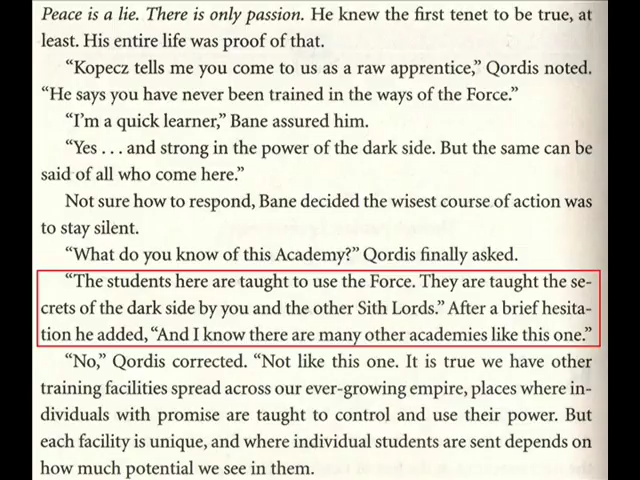 Peace is a lie. There is only passion. He knew the first tenet to be true, at
least. His entire life was proof of that.
“Kopecz tells me you come to us as a raw apprentice,” Qordis noted.
“He says you have never been trained in the ways of the Force.”
“I’m a quick learner,” Bane assured him.
“Yes . . . and strong in the power of the dark side. But the same can be
said of all who come here.”
Not sure how to respond, Bane decided the wisest course of action was
to stay silent.
“What do you know of this Academy?” Qordis finally asked.
“The students here are taught to use the Force. They are taught the se-
crets of the dark side by you and the other Sith Lords.” After a brief hesita-
tion he added, “And I know there are many other academies like this one.”
“No,” Qordis corrected. “Not like this one. It is true we have other
training facilities spread across our ever-growing empire, places where in-
dividuals with promise are taught to control and use their power. But
each facility is unique, and where individual students are sent depends on
how much potential we see in them.